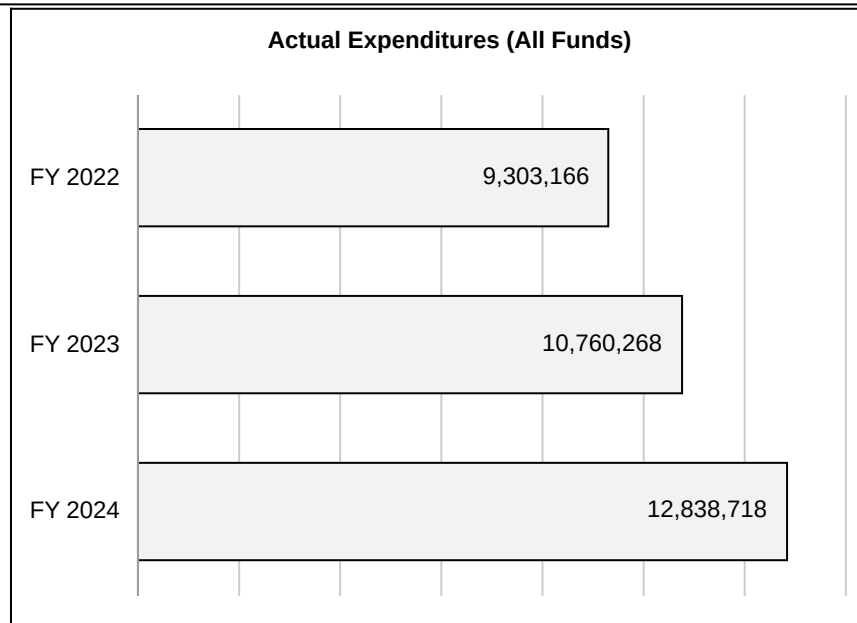 Actual Expenditures (All Funds)
FY 2022
9,303,166
FY 2023
10,760,268
FY 2024
12,838,718